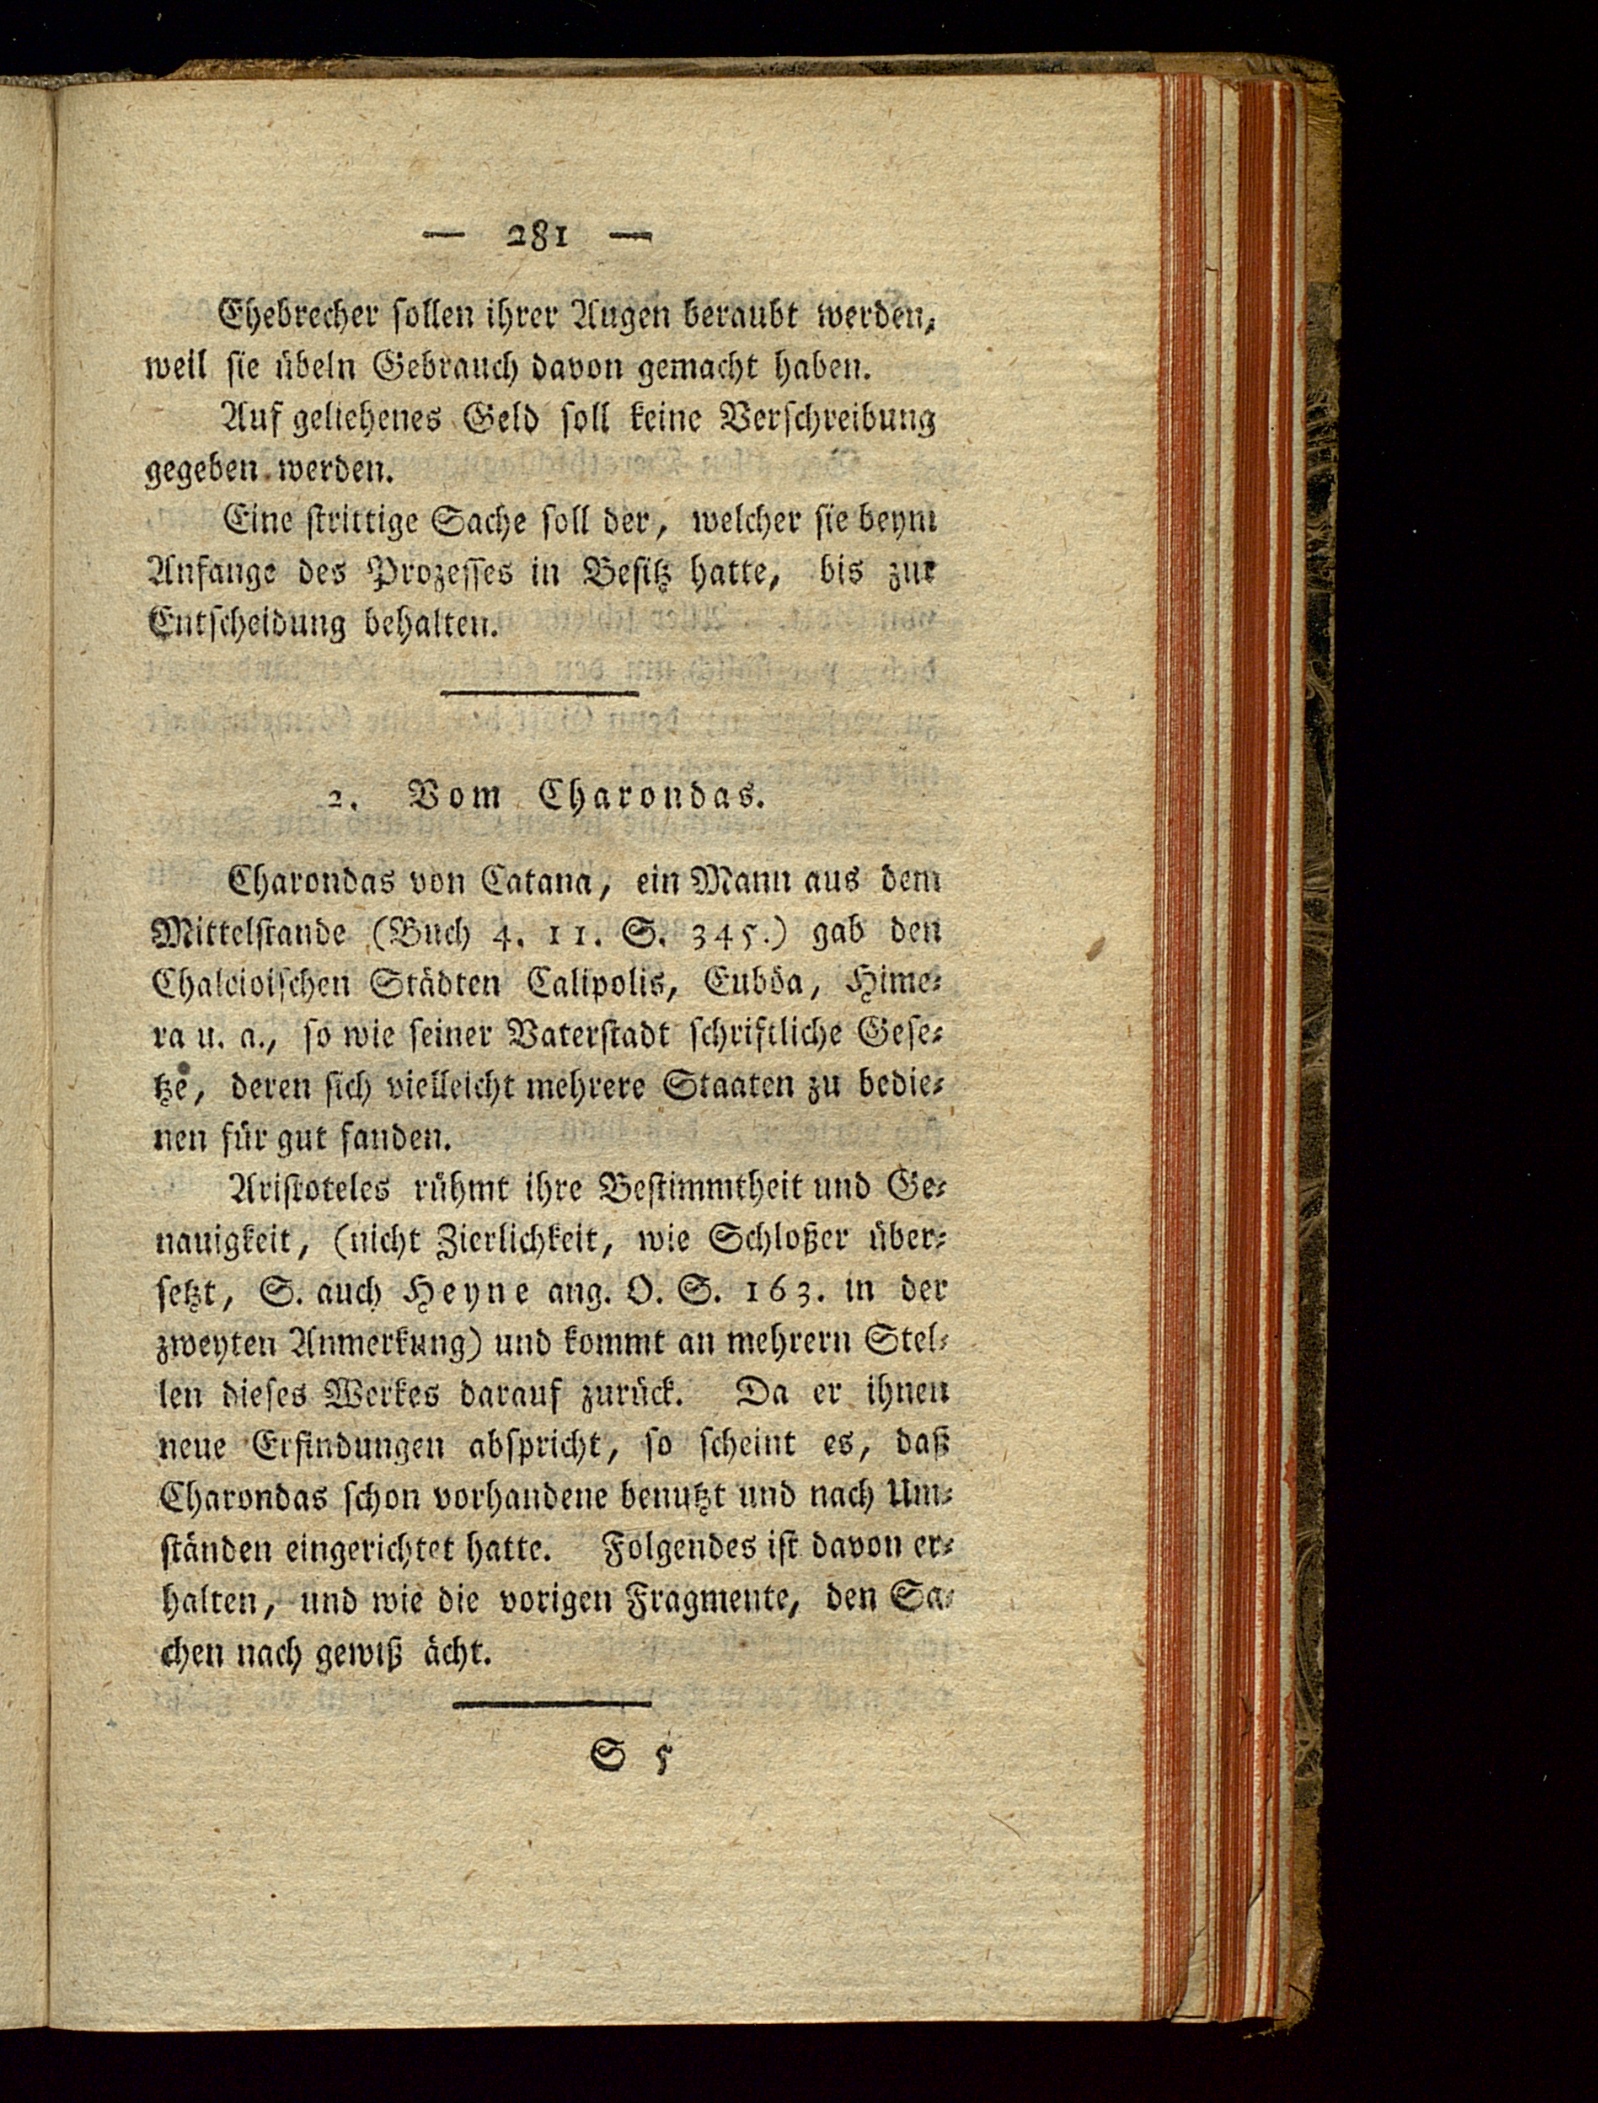 — 281 —
Ehebrecher sollen ihrer Augen beraubt werden,
weil sie übeln Gebrauch davon gemacht haben.
Auf geliehenes Geld soll keine Verschreibung
gegeben werden.
Eine strittige Sache soll der, welcher sie beym
Anfange des Prozesses in Besitz hatte, bis zur
Entscheidung behalten.
2. Vom Charondas.
Charondas von Catana, ein Mann aus dem
Mittelstande (Buch 4. 11. S. 345.) gab den
Chalcioischen Städten Calipolis, Euböa, Hime-
ra u. a., so wie seiner Vaterstadt schriftliche Gese-
tze, deren sich vielleicht mehrere Staaten zu bedie-
nen für gut fanden.
Aristoteles rühmt ihre Bestimmtheit und Ge-
nauigkeit, (nicht Zierlichkeit, wie Schloßer über-
setzt, S. auch Heyne ang. O. S. 163. in der
zweyten Anmerkung) und kommt an mehrern Stel-
len dieses Werkes darauf zurück. Da er ihnen
neue Erfindungen abspricht, so scheint es, daß
Charondas schon vorhandene benutzt und nach Um-
ständen eingerichtet hatte. Folgendes ist davon er-
halten, und wie die vorigen Fragmente, den Sa-
chen nach gewiß ächt.
S 5